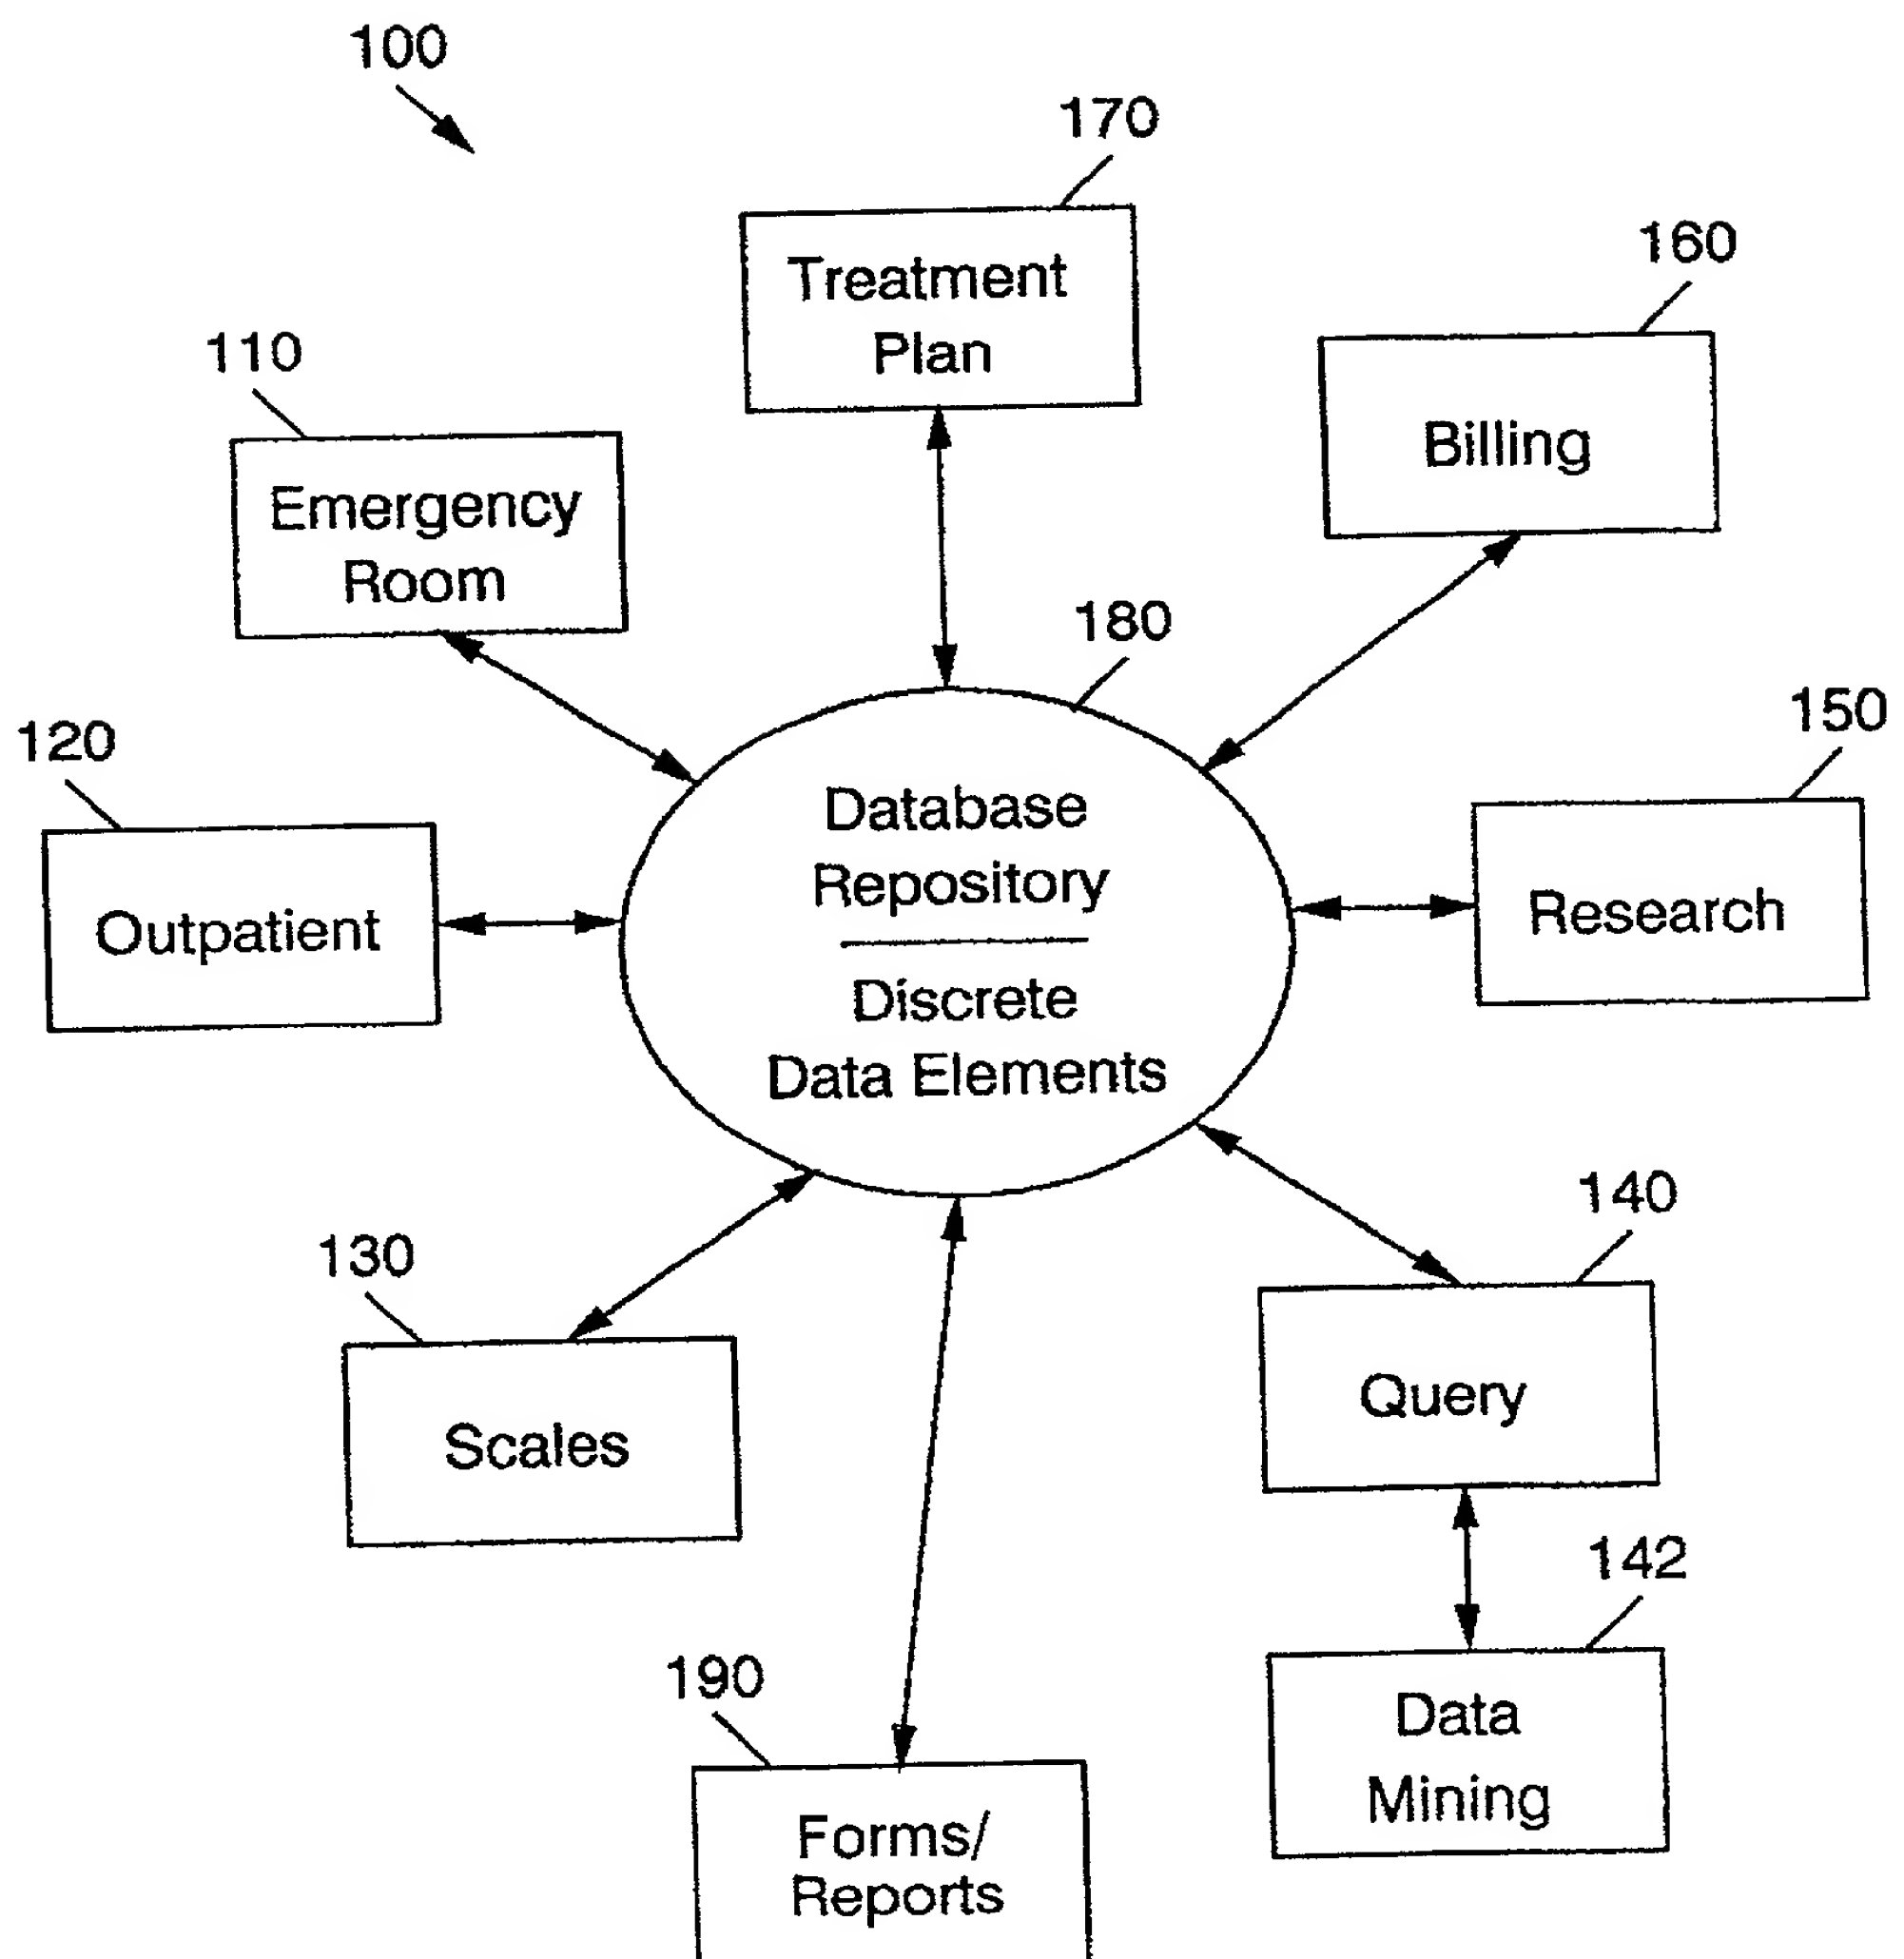 100
170
Treatment
Plan
160
Billing
110
Emergency
Room
180
Database
Repository
Discrete
Data Elements
120
Outpatient
150
Research
130
Scales
140
Query
142
Data
Mining
190
Forms/
Reports